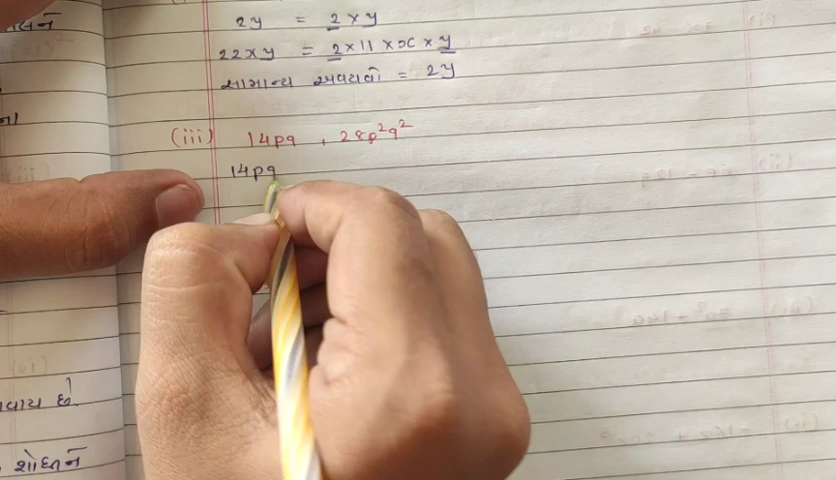 2y = 2 × y
22xy = 2 × 11 × x × y
સામાન્ય અવયવો = 2y
(iii) 14pq , 28p²q²
14pq
વાય છે.
શોધીને